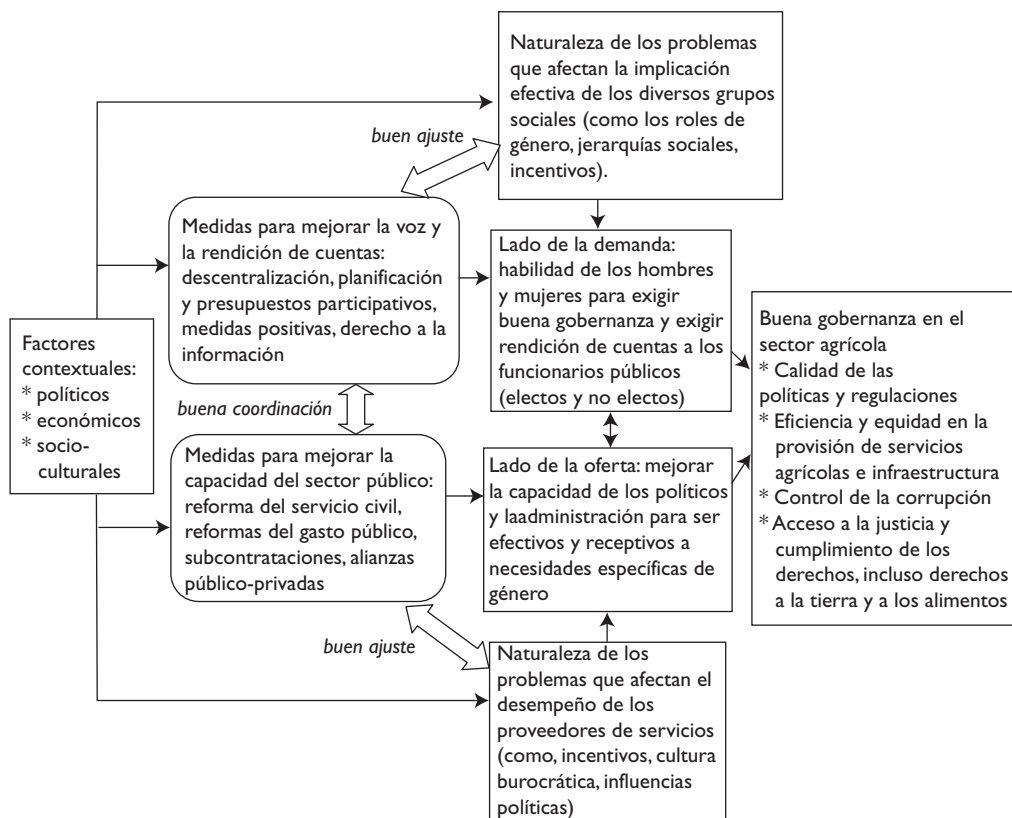 Naturaleza de los problemas
que afectan la implicación
efectiva de los diversos grupos
sociales (como los roles de
género, jerarquías sociales,
incentivos).
buen ajuste
Medidas para mejorar la voz y
la rendición de cuentas:
descentralización, planificación
y presupuestos participativos,
medidas positivas, derecho a la
información
Lado de la demanda:
habilidad de los hombres
y mujeres para exigir
buena gobernanza y exigir
rendición de cuentas a los
funcionarios públicos
(electos y no electos)
Factores
contextuales:
* políticos
* económicos
* socio-
culturales
buena coordinación
Medidas para mejorar la
capacidad del sector público:
reforma del servicio civil,
reformas del gasto público,
subcontrataciones, alianzas
público-privadas
Lado de la oferta: mejorar
la capacidad de los políticos
y laadministración para ser
efectivos y receptivos a
necesidades específicas de
género
Buena gobernanza en el
sector agrícola
* Calidad de las
políticas y regulaciones
* Eficiencia y equidad en la
provisión de servicios
agrícolas e infraestructura
* Control de la corrupción
* Acceso a la justicia y
cumplimiento de los
derechos, incluso derechos
a la tierra y a los alimentos
buen ajuste
Naturaleza de los
problemas que afectan el
desempeño de los
proveedores de servicios
(como, incentivos, cultura
burocrática, influencias
políticas)